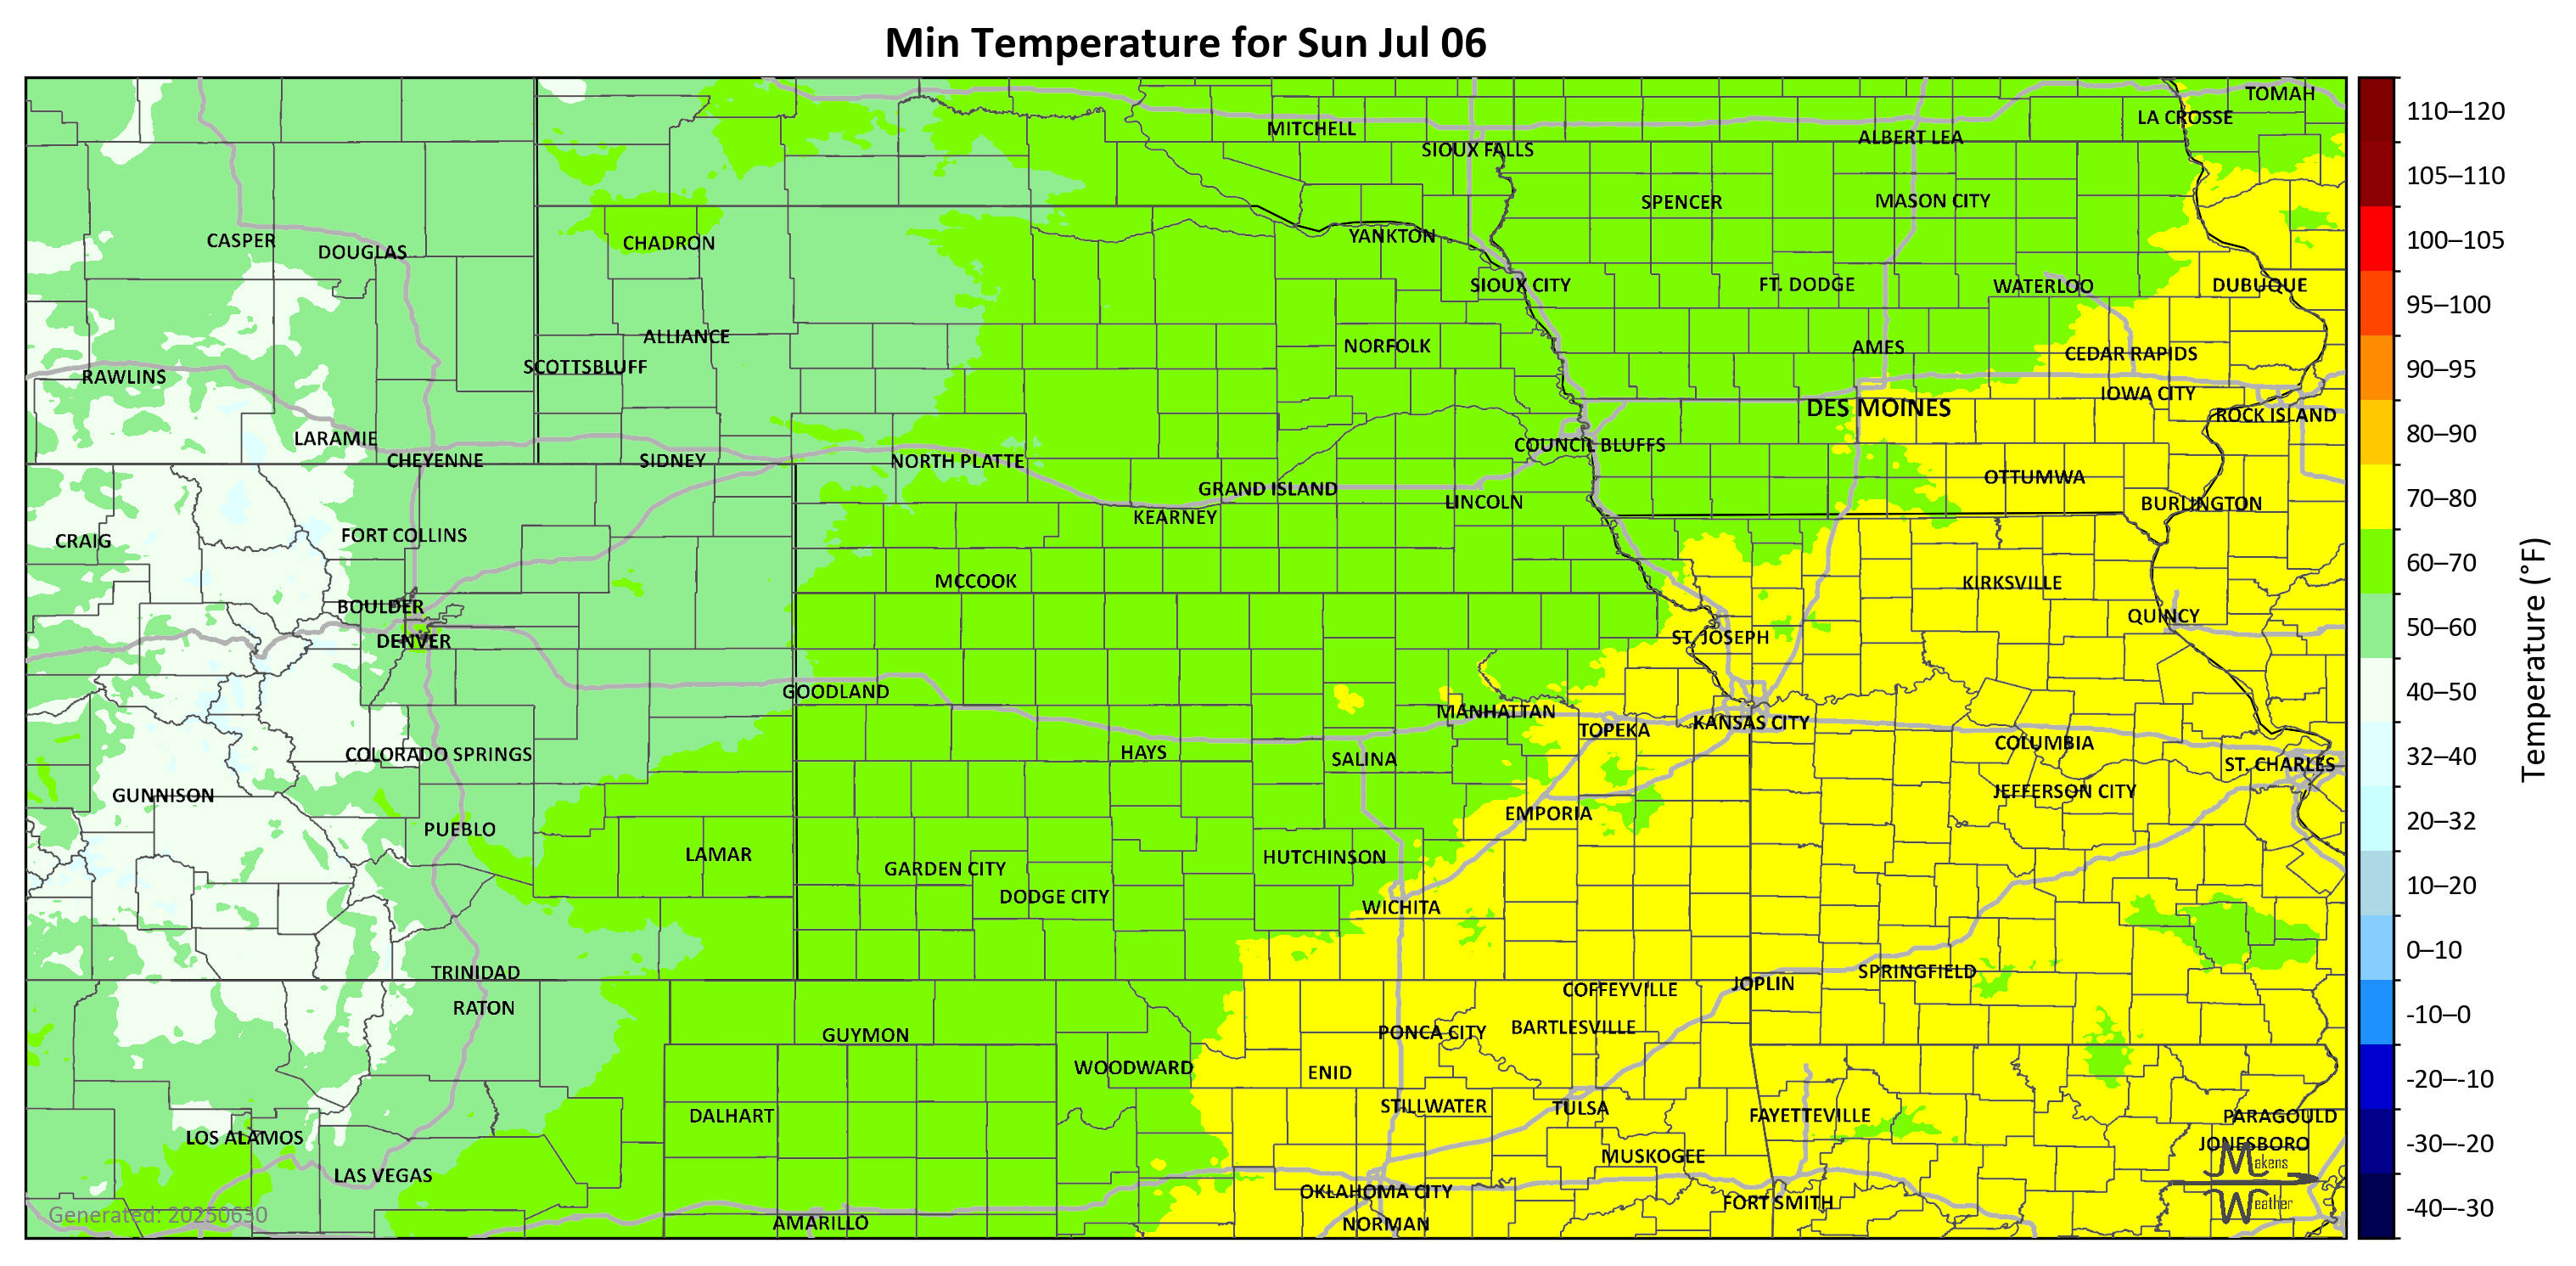 Min Temperature for Sun Jul 06
TOMAH
LA CROSSE
MITCHELL
ALBERT LEA
SIOUX FALLS
SPENCER
MASON CITY
CASPER
DOUGLAS
CHADRON
YANKTON
SIOUX CITY
FT. DODGE
WATERLOO
DUBUQUE
ALLIANCE
NORFOLK
AMES
CEDAR RAPIDS
SCOTTSBLUFF
RAWLINS
IOWA CITY
DES MOINES
ROCK ISLAND
LARAMIE
COUNCIL BLUFFS
CHEYENNE
SIDNEY
NORTH PLATTE
OTTUMWA
GRAND ISLAND
LINCOLN
BURLINGTON
KEARNEY
CRAIG
FORT COLLINS
MCCOOK
KIRKSVILLE
BOULDER
QUINCY
DENVER
ST. JOSEPH
GOODLAND
MANHATTAN
TOPEKA
KANSAS CITY
COLORADO SPRINGS
HAYS
SALINA
COLUMBIA
ST. CHARLES
GUNNISON
JEFFERSON CITY
EMPORIA
PUEBLO
LAMAR
GARDEN CITY
HUTCHINSON
DODGE CITY
WICHITA
TRINIDAD
SPRINGFIELD
JOPLIN
COFFEYVILLE
RATON
GUYMON
PONCA CITY
BARTLESVILLE
WOODWARD
ENID
DALHART
STILLWATER
TULSA
FAYETTEVILLE
PARAGOULD
LOS ALAMOS
JONESBORO
LAS VEGAS
MUSKOGEE
OKLAHOMA CITY
FORT SMITH
AMARILLO
NORMAN
Makens
Weather
Generated: 20250630
110–120
105–110
100–105
95–100
90–95
80–90
70–80
60–70
50–60
40–50
32–40
20–32
10–20
0–10
-10–0
-20–-10
-30–-20
-40–-30
Temperature (°F)